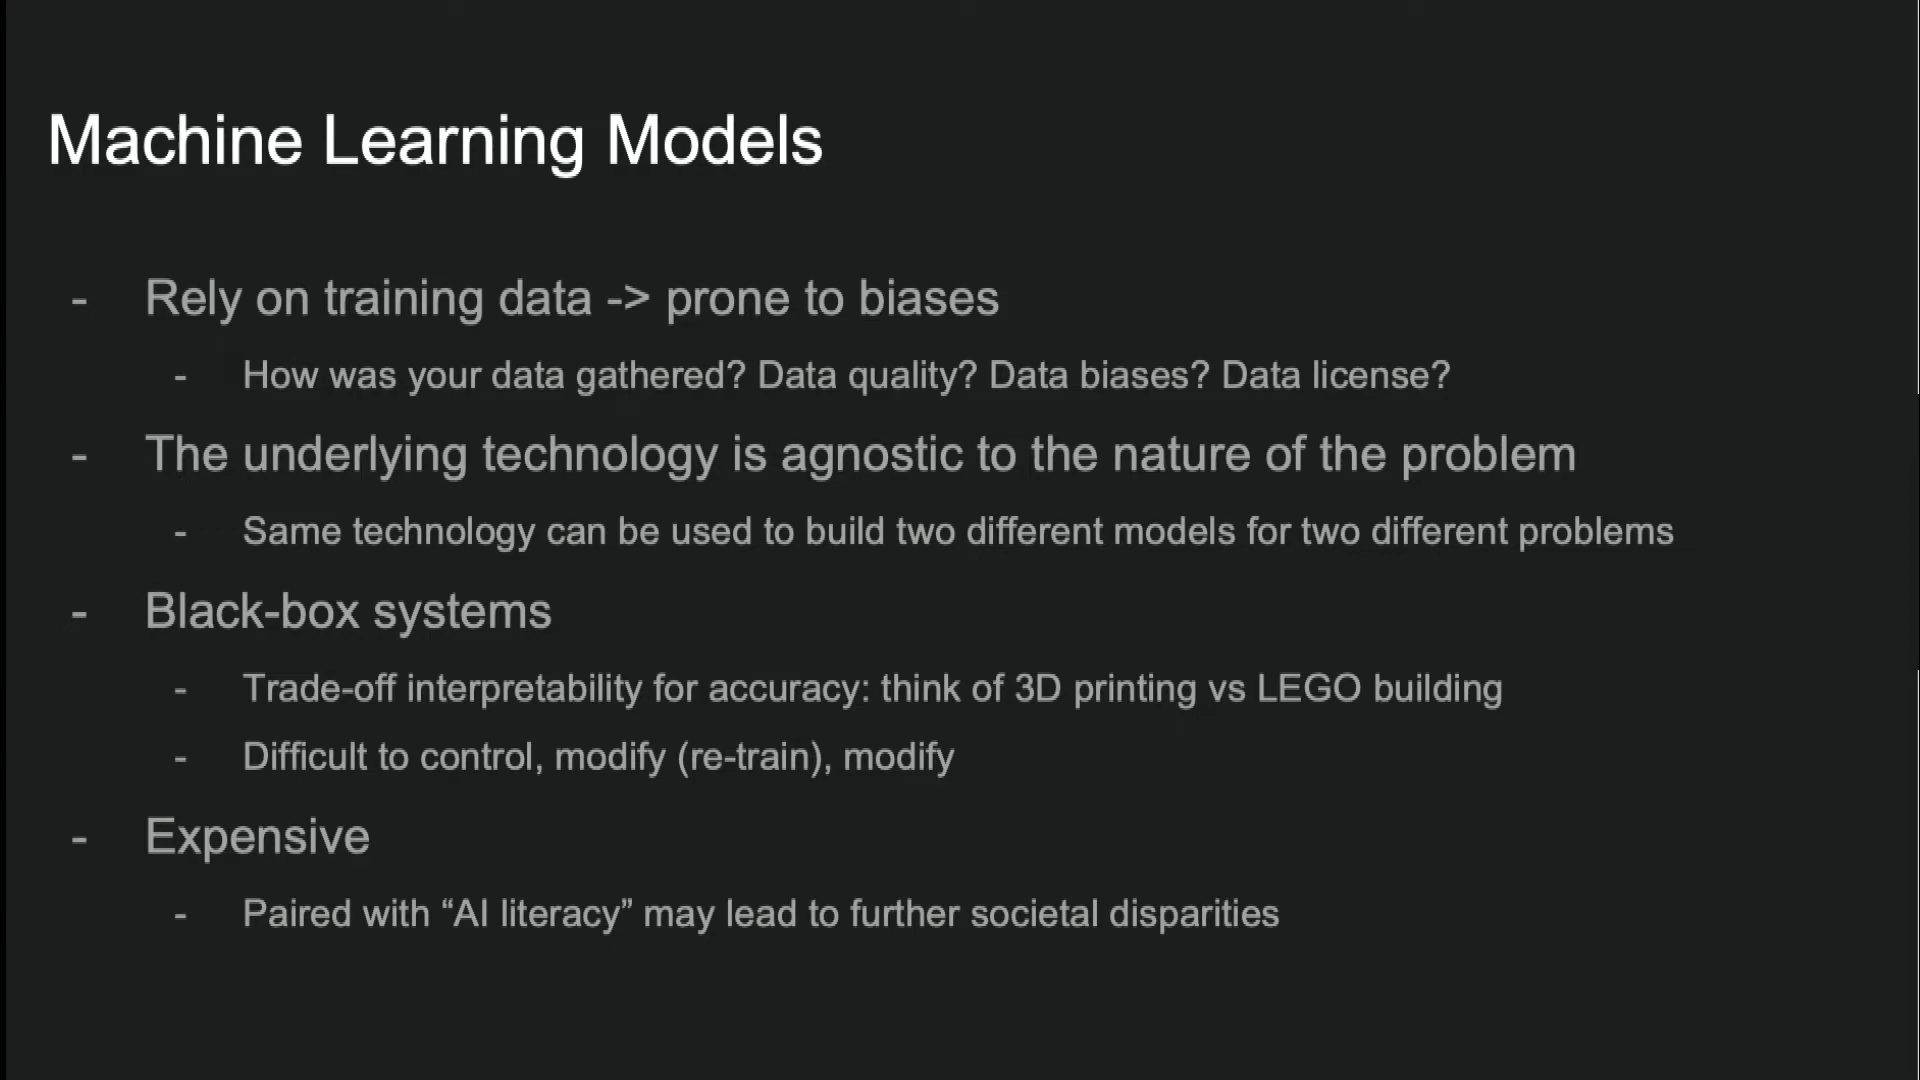 Machine Learning Models
- Rely on training data -> prone to biases
- How was your data gathered? Data quality? Data biases? Data license?
- The underlying technology is agnostic to the nature of the problem
- Same technology can be used to build two different models for two different problems
- Black-box systems
- Trade-off interpretability for accuracy: think of 3D printing vs LEGO building
- Difficult to control, modify (re-train), modify
- Expensive
- Paired with “AI literacy” may lead to further societal disparities